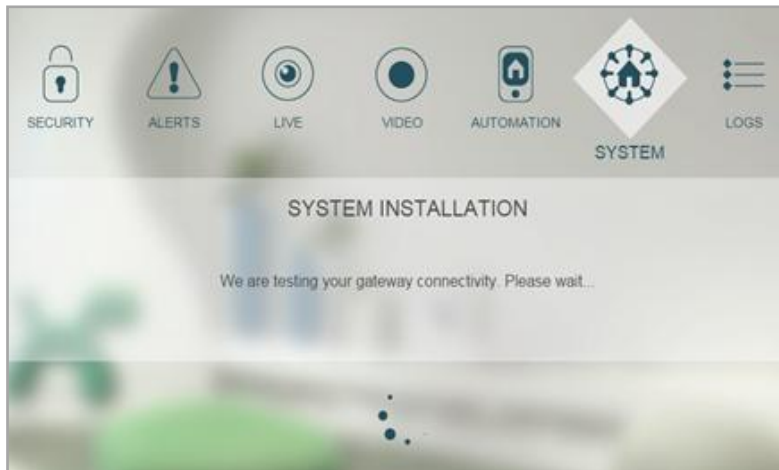 SECURITY
ALERTS
LIVE
VIDEO
AUTOMATION
SYSTEM
LOGS
SYSTEM INSTALLATION
We are testing your gateway connectivity. Please wait...